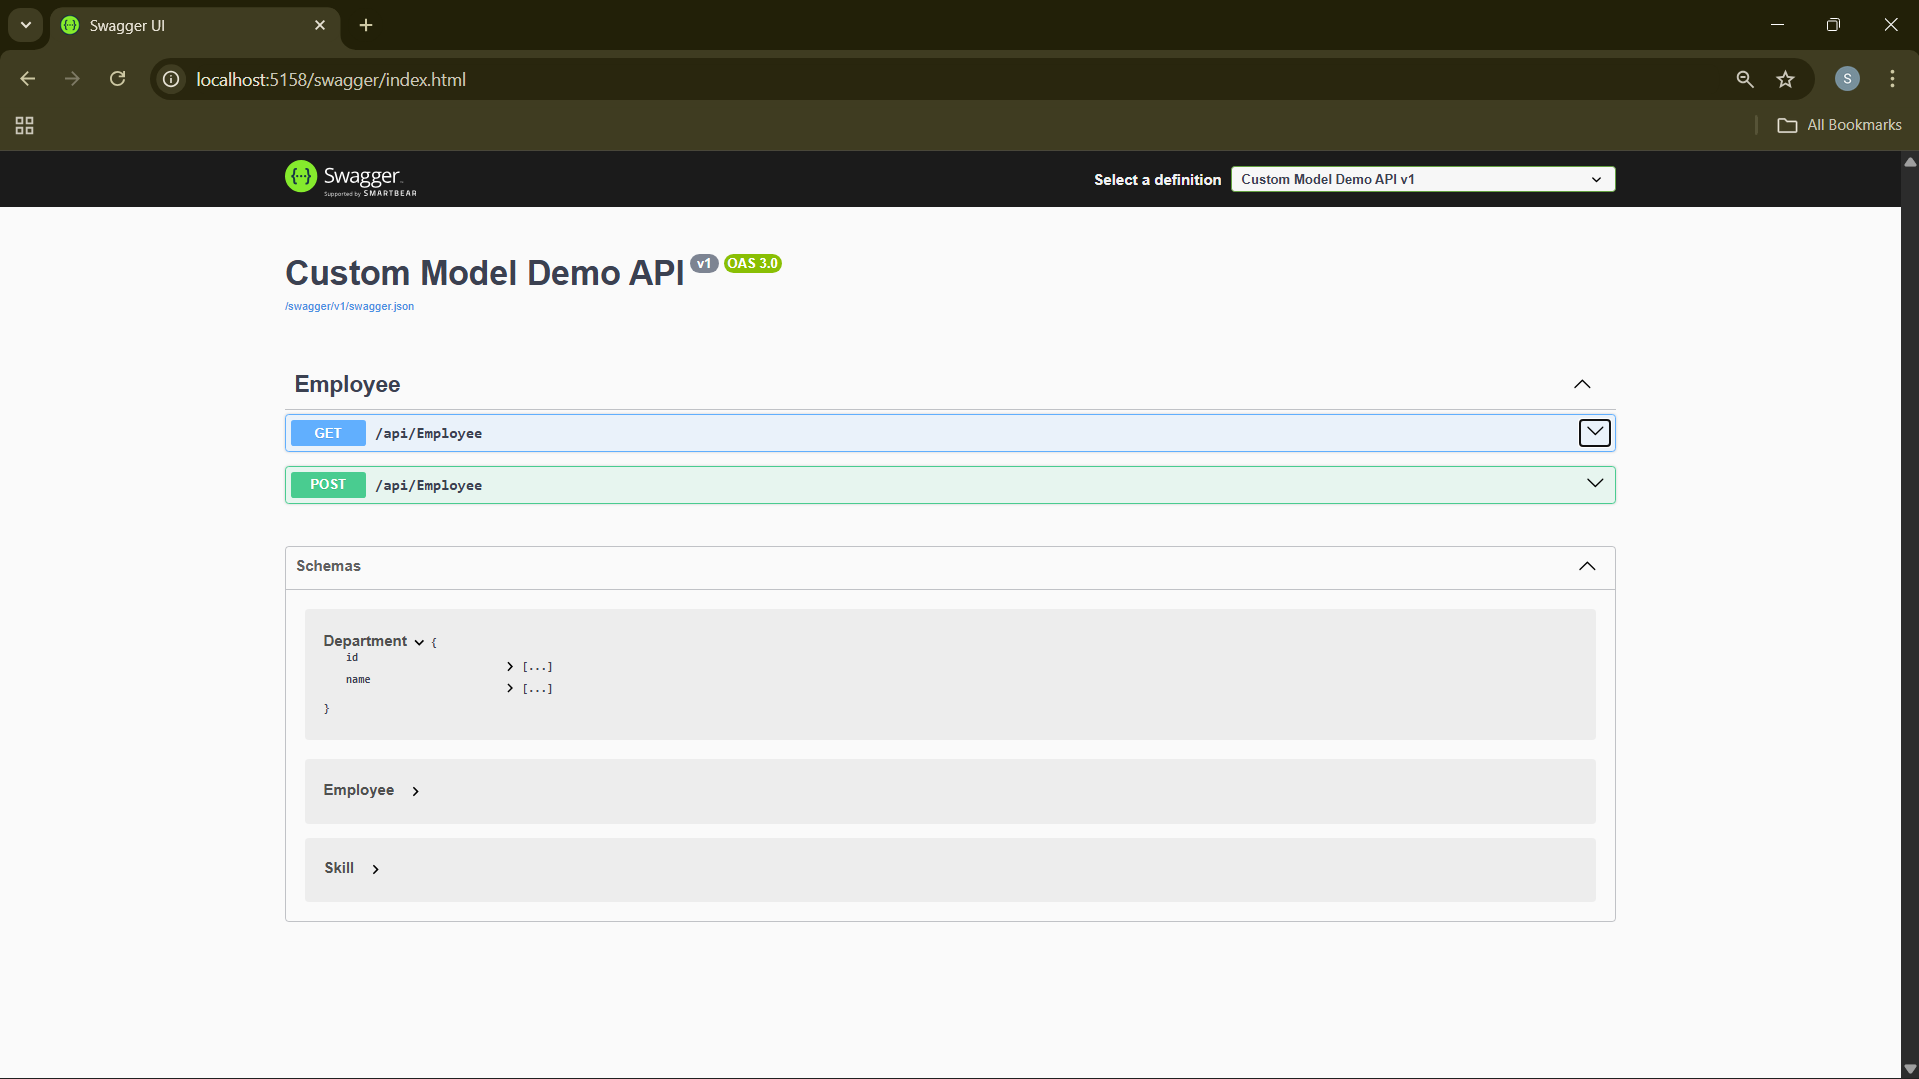 Swagger UI
localhost:5158/swagger/index.html
S
All Bookmarks
{...} Swagger
Supported by SMARTBEAR
Select a definition
Custom Model Demo API v1
Custom Model Demo API v1 OAS 3.0
/swagger/v1/swagger.json
Employee
GET /api/Employee
POST /api/Employee
Schemas
Department {
id [...]
name [...]
}
Employee
Skill